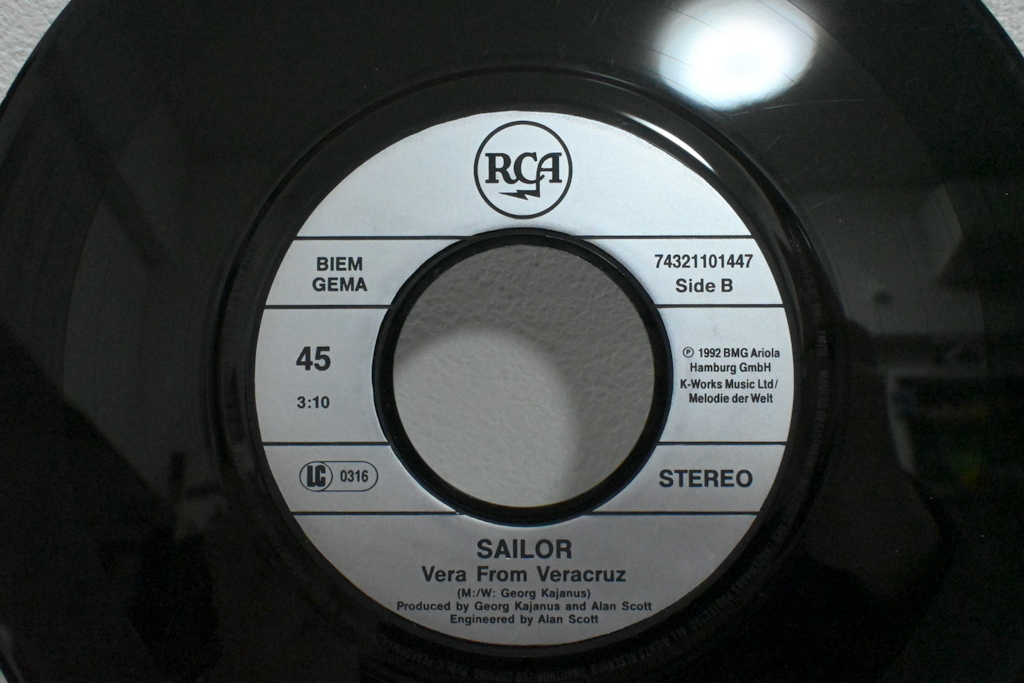 RCA
BIEM
GEMA
74321101447
Side B
45
3:10
℗ 1992 BMG Ariola
Hamburg GmbH
K-Works Music Ltd/
Melodie der Welt
LC 0316
STEREO
SAILOR
Vera From Veracruz
(M:/W: Georg Kajanus)
Produced by Georg Kajanus and Alan Scott
Engineered by Alan Scott